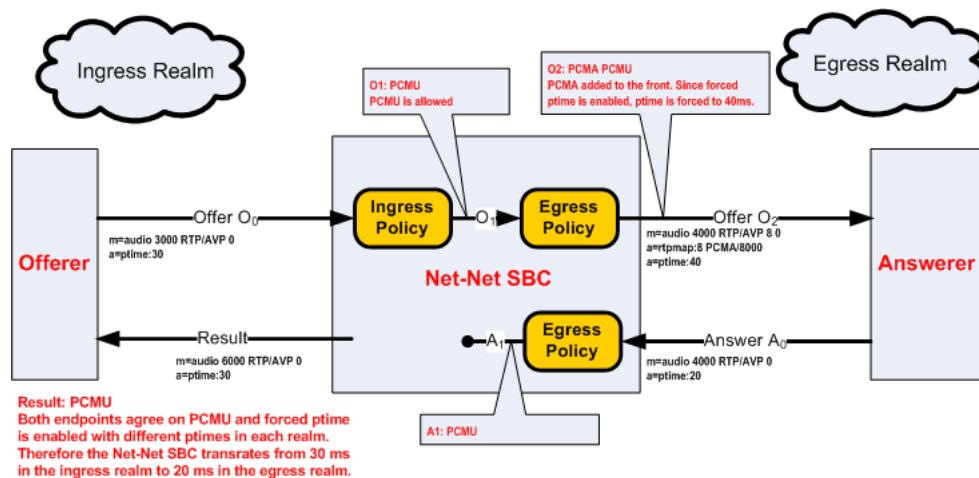 Ingress Realm
Egress Realm
O1: PCMU
PCMU is allowed
O2: PCMA PCMU
PCMA added to the front. Since forced
ptime is enabled, ptime is forced to 40ms.
Offerer
Offer O0
m=audio 3000 RTP/AVP 0
a=ptime:30
Ingress
Policy
O1
Egress
Policy
Offer O2
m=audio 4000 RTP/AVP 8 0
a=rtpmap:8 PCMA/8000
a=ptime:40
Answerer
Net-Net SBC
Result
m=audio 6000 RTP/AVP 0
a=ptime:30
A1
Egress
Policy
Answer A0
m=audio 4000 RTP/AVP 0
a=ptime:20
A1: PCMU
Result: PCMU
Both endpoints agree on PCMU and forced ptime
is enabled with different ptimes in each realm.
Therefore the Net-Net SBC transrates from 30 ms
in the ingress realm to 20 ms in the egress realm.